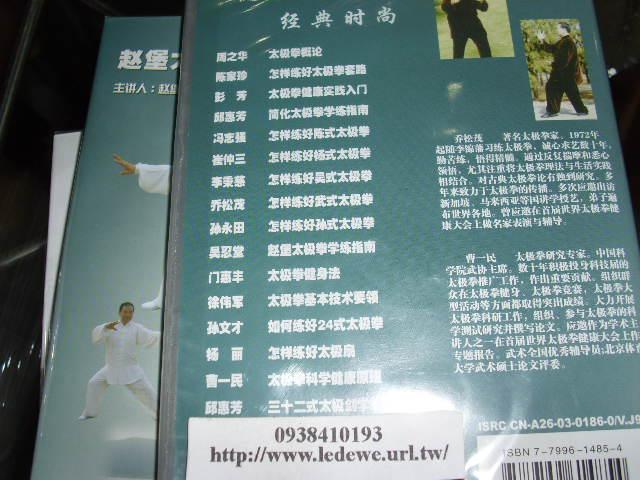 赵堡太
主讲人：赵堡
经典时尚
周之华 太极拳概论
陈家珍 怎样练好太极拳套路
彭芳 太极拳健康实践入门
邱惠芳 简化太极拳学练指南
冯志强 怎样练好陈式太极拳
崔仲三 怎样练好杨式太极拳
李秉慈 怎样练好吴式太极拳
乔松茂 怎样练好武式太极拳
孙永田 怎样练好孙式太极拳
吴忍堂 赵堡太极拳学练指南
门惠丰 太极拳健身法
徐伟军 太极拳基本技术要领
孙文才 如何练好24式太极拳
杨丽 怎样练好太极扇
曹一民 太极拳科学健康原理
邱惠芳 三十二式太极剑学
乔松茂 著名太极拳家，1972年
起随李锦藩习练太极拳，诚心求艺数十年，
勤苦练，悟得精髓。通过反复揣摩和悉心
领悟，尤其注重将太极拳理法与生活实践
相结合，对古典太极拳论有独到研究，多
年来致力于太极拳的传播。多次应邀出访
新加坡、马来西亚等国讲学授艺，弟子遍
布世界各地。曾应邀在首届世界太极拳健
康大会上做名家表演与辅导。
曹一民 太极拳研究专家。中国科
学院武协主席。数十年积极投身科技届的
太极拳推广工作，作出重要贡献。组织群
众在太极拳健身、太极拳竞赛，太极拳大
型活动等方面都取得突出成绩。大力开展
太极拳科研工作，组织、参与太极拳的科
学测试研究并撰写论文。应邀作为学术主
讲人之一在首届世界太极拳健康大会上作
专题报告。武术全国优秀辅导员;北京体育
大学武术硕士论文评委。
ISRC CN-A26-03-0186-0/V.J9
ISBN 7-7996-1485-4
0938410193
http://www.ledewe.url.tw/